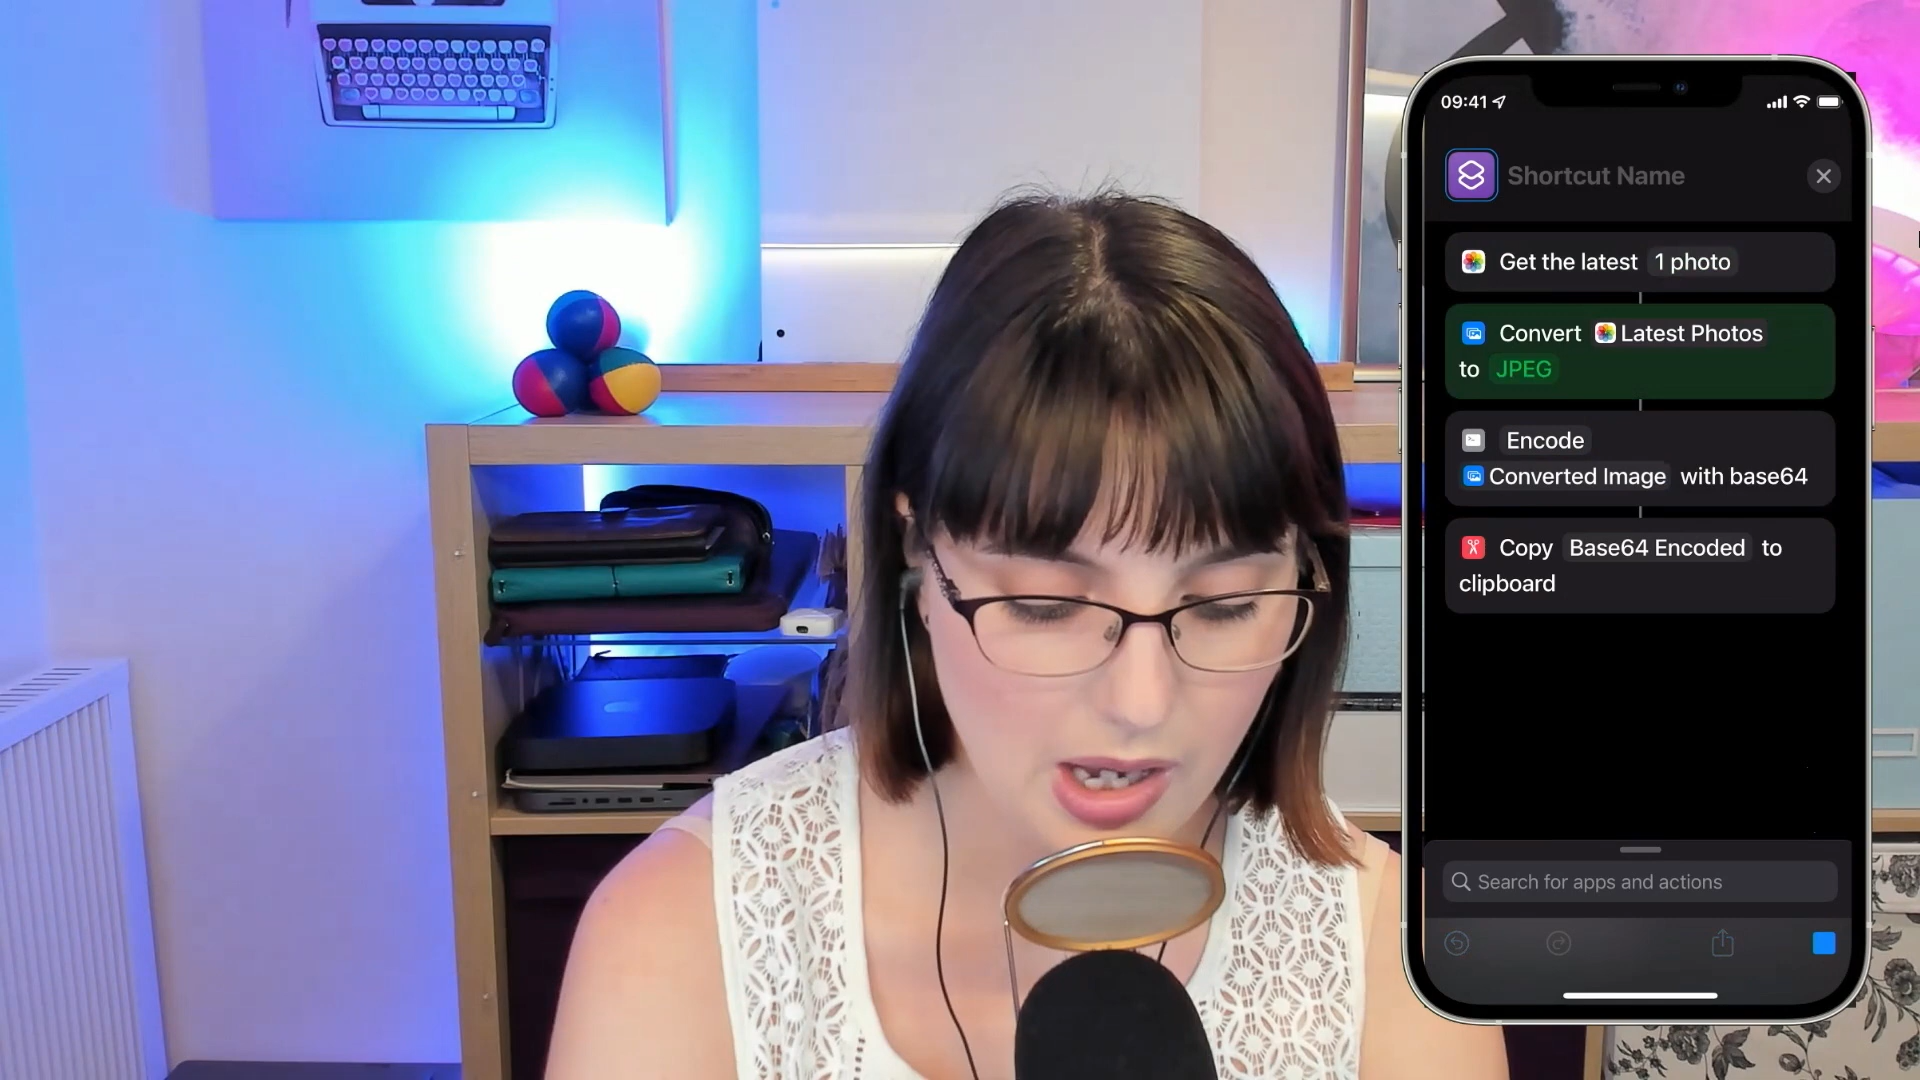 09:41
Shortcut Name
Get the latest 1 photo
Convert Latest Photos
to JPEG
Encode
Converted Image with base64
Copy Base64 Encoded to
clipboard
Search for apps and actions